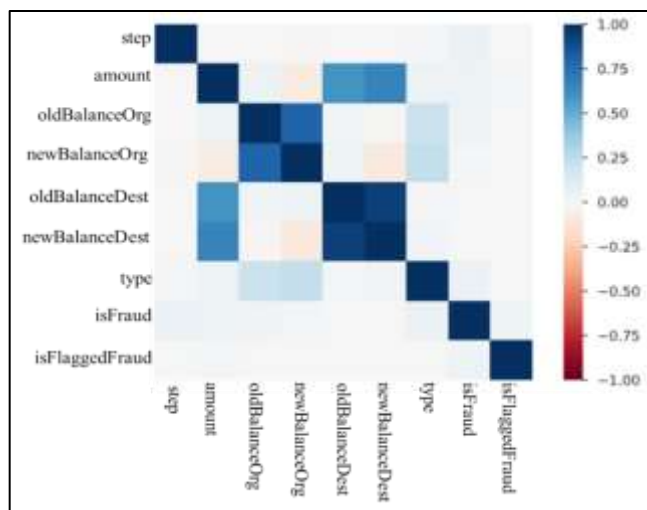 step
amount
oldBalanceOrg
newBalanceOrg
oldBalanceDest
newBalanceDest
type
isFraud
isFlaggedFraud
step
amount
oldBalanceOrg
newBalanceOrg
oldBalanceDest
newBalanceDest
type
isFraud
isFlaggedFraud
1.00
0.75
0.50
0.25
0.00
−0.25
−0.50
−0.75
−1.00